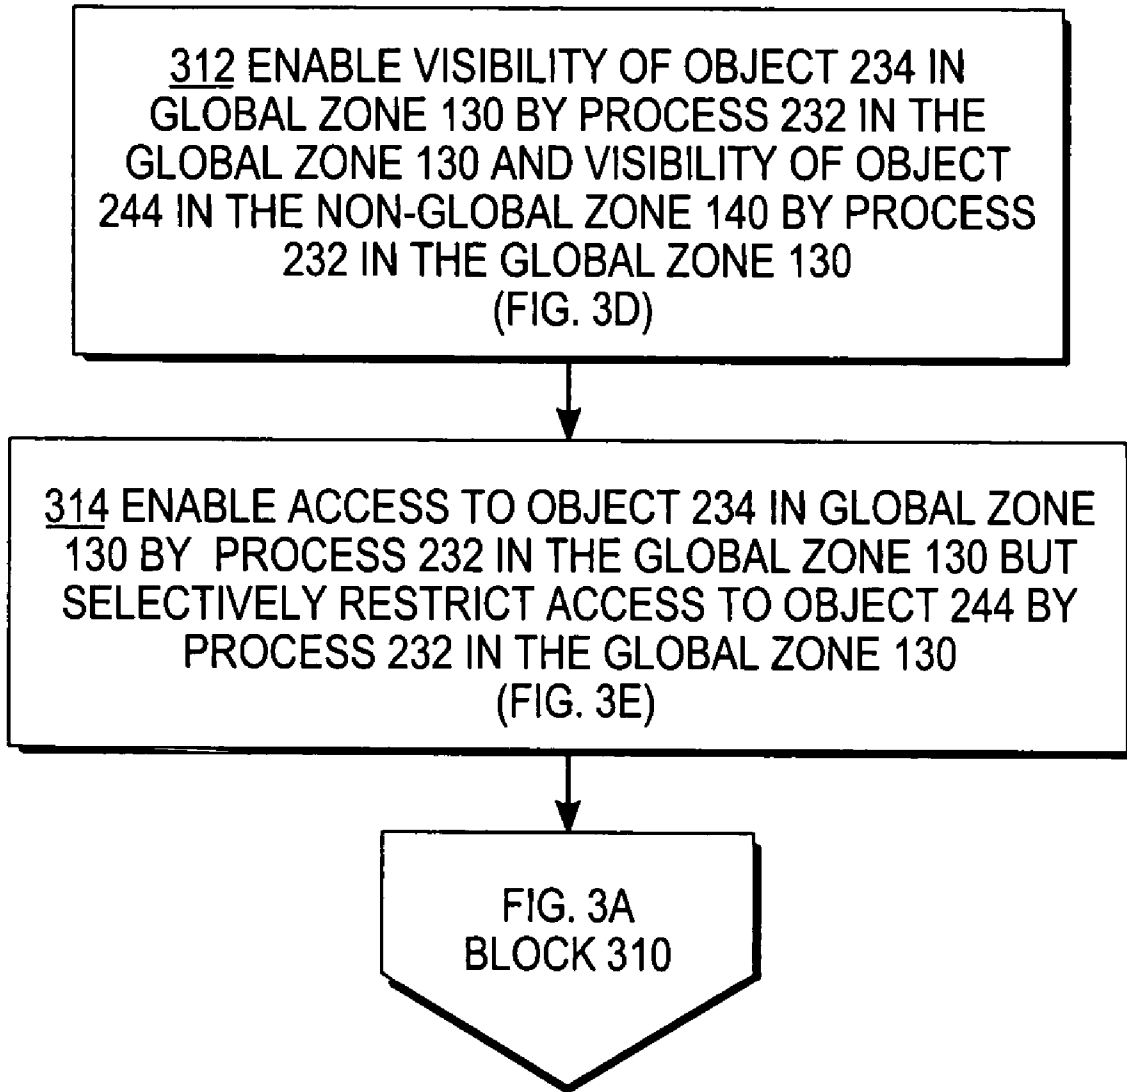 312 ENABLE VISIBILITY OF OBJECT 234 IN
GLOBAL ZONE 130 BY PROCESS 232 IN THE
GLOBAL ZONE 130 AND VISIBILITY OF OBJECT
244 IN THE NON-GLOBAL ZONE 140 BY PROCESS
232 IN THE GLOBAL ZONE 130
(FIG. 3D)
314 ENABLE ACCESS TO OBJECT 234 IN GLOBAL ZONE
130 BY PROCESS 232 IN THE GLOBAL ZONE 130 BUT
SELECTIVELY RESTRICT ACCESS TO OBJECT 244 BY
PROCESS 232 IN THE GLOBAL ZONE 130
(FIG. 3E)
FIG. 3A
BLOCK 310